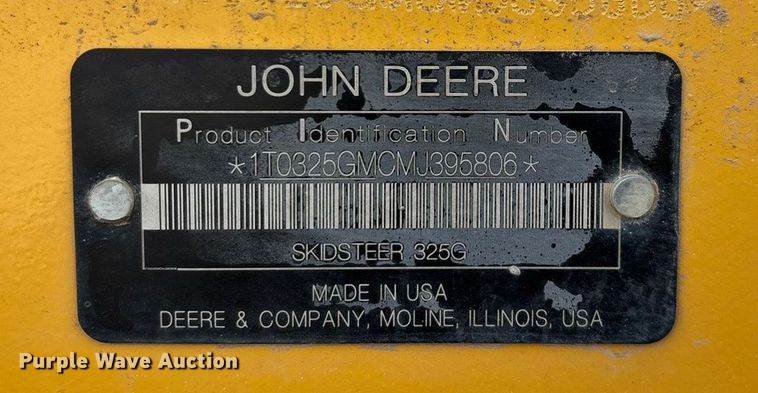 JOHN DEERE
Product Identification Number
*1T0325GMCMJ395806*
SKIDSTEER 325G
MADE IN USA
DEERE & COMPANY, MOLINE, ILLINOIS, USA
Purple Wave Auction